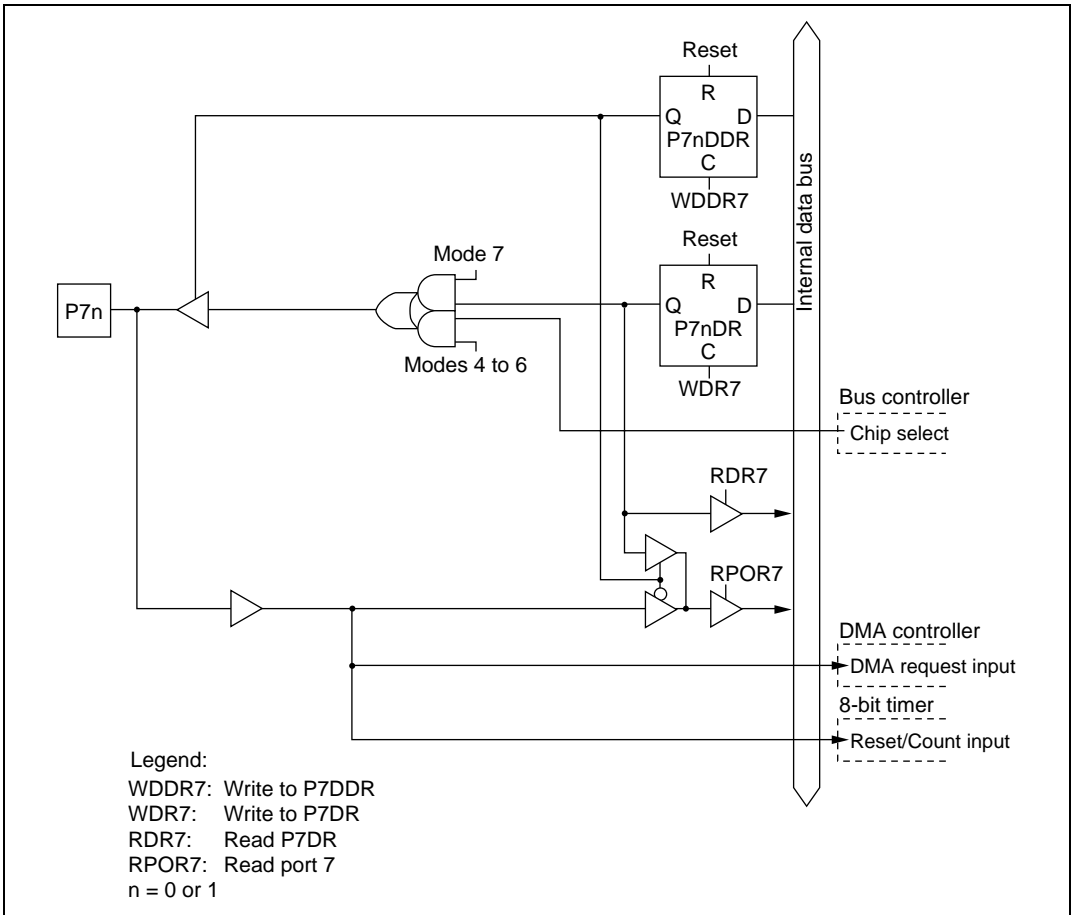 Reset
R
Q D
P7nDDR
C
WDDR7
Internal data bus
Reset
R
Q D
P7nDR
C
WDR7
Mode 7
P7n
Modes 4 to 6
Bus controller
Chip select
RDR7
RPOR7
DMA controller
DMA request input
8-bit timer
Reset/Count input
Legend:
WDDR7: Write to P7DDR
WDR7: Write to P7DR
RDR7: Read P7DR
RPOR7: Read port 7
n = 0 or 1